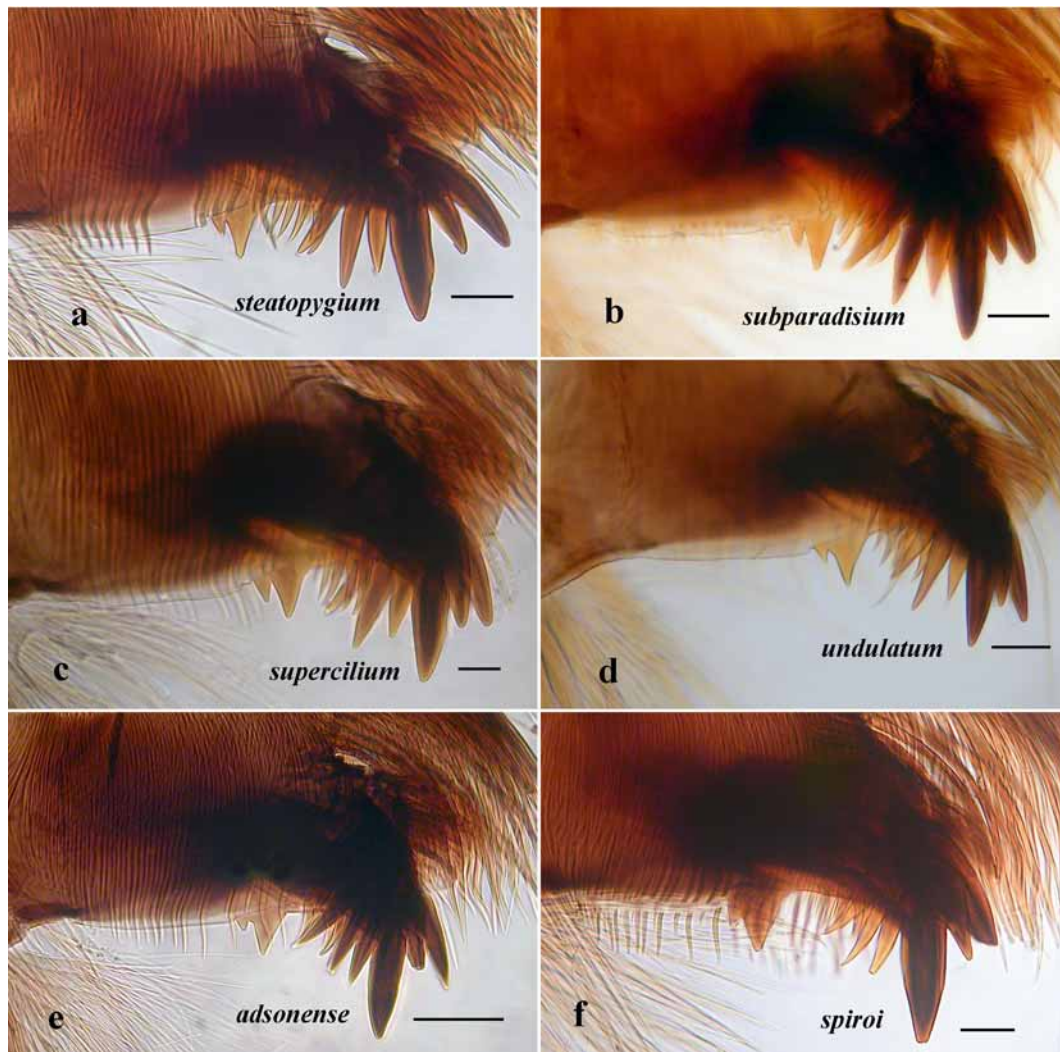 a
steatopygium
b
subparadisium
c
supercilium
d
undulatum
e
adsonense
f
spiroi